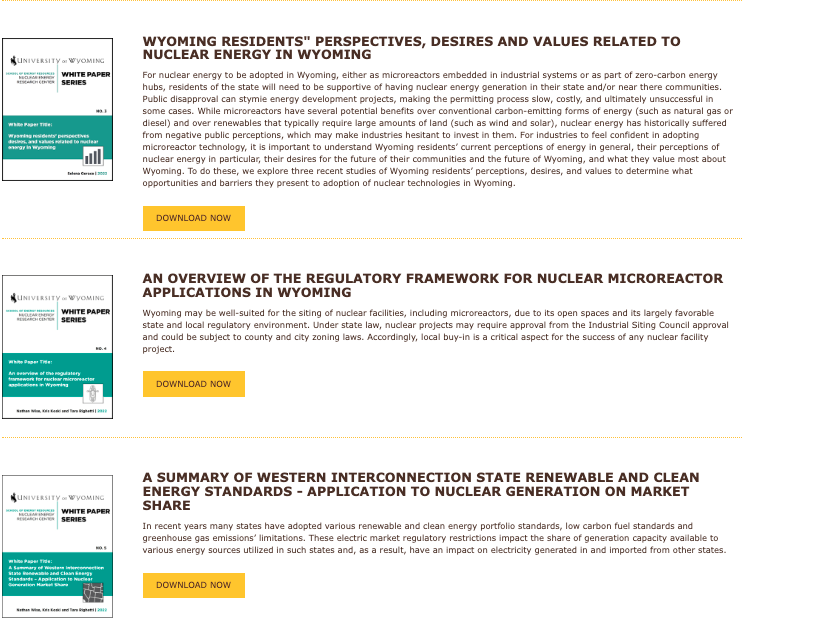 WYOMING RESIDENTS" PERSPECTIVES, DESIRES AND VALUES RELATED TO
NUCLEAR ENERGY IN WYOMING
For nuclear energy to be adopted in Wyoming, either as microreactors embedded in industrial systems or as part of zero-carbon energy
hubs, residents of the state will need to be supportive of having nuclear energy generation in their state and/or near there communities.
Public disapproval can stymie energy development projects, making the permitting process slow, costly, and ultimately unsuccessful in
some cases. While microreactors have several potential benefits over conventional carbon-emitting forms of energy (such as natural gas or
diesel) and over renewables that typically require large amounts of land (such as wind and solar), nuclear energy has historically suffered
from negative public perceptions, which may make industries hesitant to invest in them. For industries to feel confident in adopting
microreactor technology, it is important to understand Wyoming residents' current perceptions of energy in general, their perceptions of
nuclear energy in particular, their desires for the future of their communities and the future of Wyoming, and what they value most about
Wyoming. To do these, we explore three recent studies of Wyoming residents' perceptions, desires, and values to determine what
opportunities and barriers they present to adoption of nuclear technologies in Wyoming.
DOWNLOAD NOW
UNIVERSITY OF WYOMING
SCHOOL OF ENERGY RESOURCES
NUCLEAR ENERGY
RESEARCH CENTER
WHITE PAPER
SERIES
NO. 3
White Paper Title:
Wyoming residents' perspectives
desires, and values related to nuclear
energy in Wyoming
Selena Gerace | 2023
AN OVERVIEW OF THE REGULATORY FRAMEWORK FOR NUCLEAR MICROREACTOR
APPLICATIONS IN WYOMING
Wyoming may be well-suited for the siting of nuclear facilities, including microreactors, due to its open spaces and its largely favorable
state and local regulatory environment. Under state law, nuclear projects may require approval from the Industrial Siting Council approval
and could be subject to county and city zoning laws. Accordingly, local buy-in is a critical aspect for the success of any nuclear facility
project.
DOWNLOAD NOW
UNIVERSITY OF WYOMING
SCHOOL OF ENERGY RESOURCES
NUCLEAR ENERGY
RESEARCH CENTER
WHITE PAPER
SERIES
NO. 4
White Paper Title:
An overview of the regulatory
framework for nuclear microreactor
applications in Wyoming
Nathan Wise, Kris Koski and Tara Righetti | 2023
A SUMMARY OF WESTERN INTERCONNECTION STATE RENEWABLE AND CLEAN
ENERGY STANDARDS - APPLICATION TO NUCLEAR GENERATION ON MARKET
SHARE
In recent years many states have adopted various renewable and clean energy portfolio standards, low carbon fuel standards and
greenhouse gas emissions' limitations. These electric market regulatory restrictions impact the share of generation capacity available to
various energy sources utilized in such states and, as a result, have an impact on electricity generated in and imported from other states.
DOWNLOAD NOW
UNIVERSITY OF WYOMING
SCHOOL OF ENERGY RESOURCES
NUCLEAR ENERGY
RESEARCH CENTER
WHITE PAPER
SERIES
NO. 5
White Paper Title:
A Summary of Western Interconnection
State Renewable and Clean Energy
Standards - Application to Nuclear
Generation Market Share
Nathan Wise, Kris Koski and Tara Righetti | 2023